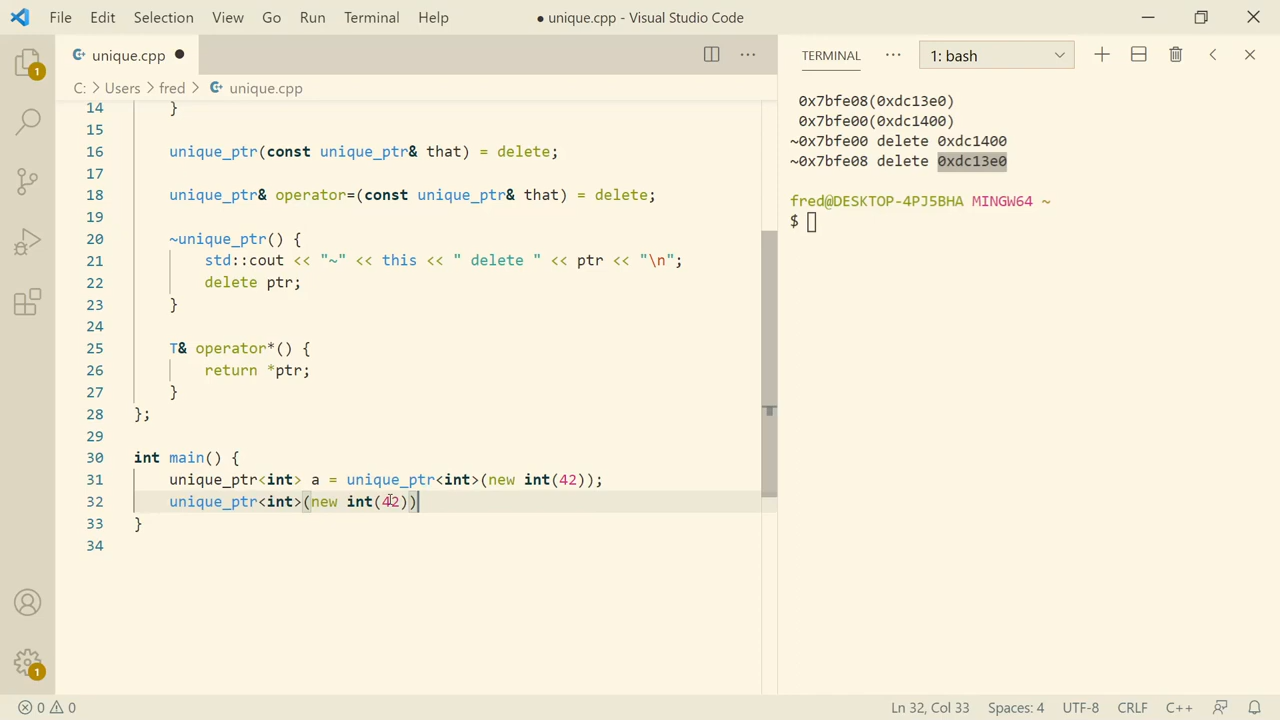 File Edit Selection View Go Run Terminal Help ● unique.cpp - Visual Studio Code
unique.cpp ●
C: > Users > fred > unique.cpp
14 }
15
16 unique_ptr(const unique_ptr& that) = delete;
17
18 unique_ptr& operator=(const unique_ptr& that) = delete;
19
20 ~unique_ptr() {
21 std::cout << "~" << this << " delete " << ptr << "\n";
22 delete ptr;
23 }
24
25 T& operator*() {
26 return *ptr;
27 }
28 };
29
30 int main() {
31 unique_ptr<int> a = unique_ptr<int>(new int(42));
32 unique_ptr<int>(new int(42))
33 }
34
TERMINAL ··· 1: bash
0x7bfe08(0xdc13e0)
0x7bfe00(0xdc1400)
~0x7bfe00 delete 0xdc1400
~0x7bfe08 delete 0xdc13e0
fred@DESKTOP-4PJ5BHA MINGW64 ~
$
1
1
0 0 Ln 32, Col 33 Spaces: 4 UTF-8 CRLF C++